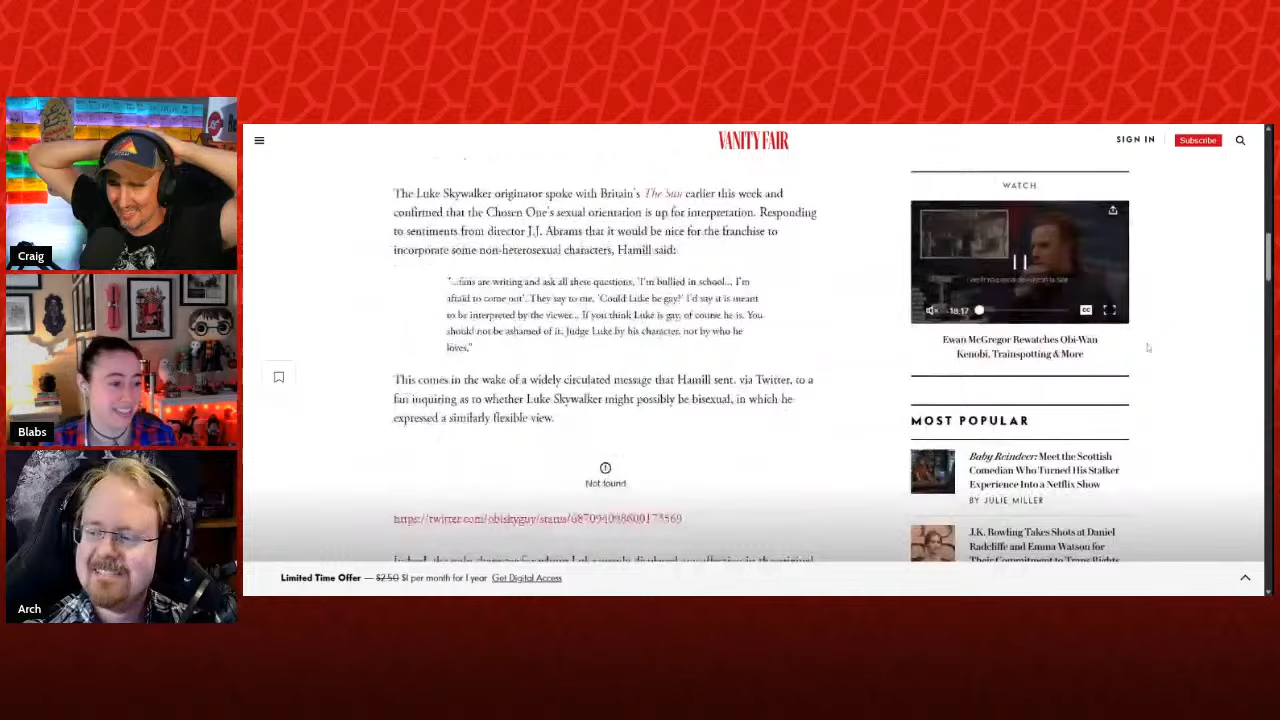 VANITY FAIR
SIGN IN
Subscribe
The Luke Skywalker originator spoke with Britain's The Sun earlier this week and
confirmed that the Chosen One's sexual orientation is up for interpretation. Responding
to sentiments from director J.J. Abrams that it would be nice for the franchise to
incorporate some non-heterosexual characters, Hamill said:
"...fans are writing and ask all these questions, 'I'm bullied in school... I'm
afraid to come out'. They say to me, 'Could Luke be gay?' I'd say it is meant
to be interpreted by the viewer... If you think Luke is gay, of course he is. You
should not be ashamed of it. Judge Luke by his character, not by who he
loves."
This comes in the wake of a widely circulated message that Hamill sent, via Twitter, to a
fan inquiring as to whether Luke Skywalker might possibly be bisexual, in which he
expressed a similarly flexible view.
Not found
WATCH
18:17
CC
Ewan McGregor Rewatches Obi-Wan
Kenobi, Trainspotting & More
MOST POPULAR
Baby Reindeer: Meet the Scottish
Comedian Who Turned His Stalker
Experience Into a Netflix Show
BY JULIE MILLER
J.K. Rowling Takes Shots at Daniel
Radcliffe and Emma Watson for
Their Commitment to Trans Rights
Limited Time Offer — $2.50 $1 per month for 1 year Get Digital Access
Craig
Blabs
Arch